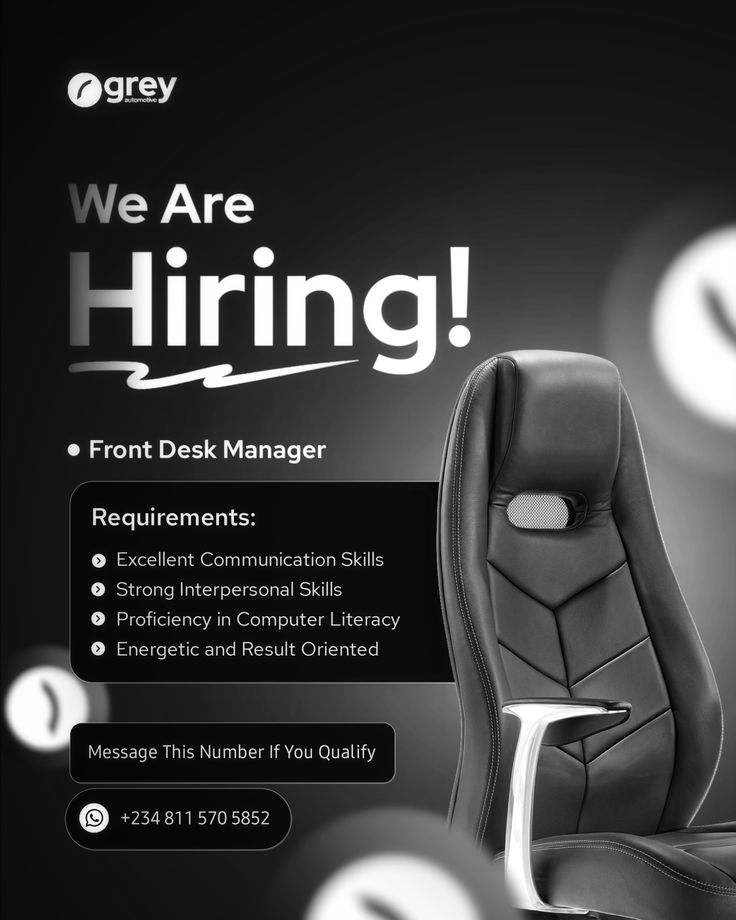 grey
automotive
We Are
Hiring!
Front Desk Manager
Requirements:
Excellent Communication Skills
Strong Interpersonal Skills
Proficiency in Computer Literacy
Energetic and Result Oriented
Message This Number If You Qualify
+234 811 570 5852